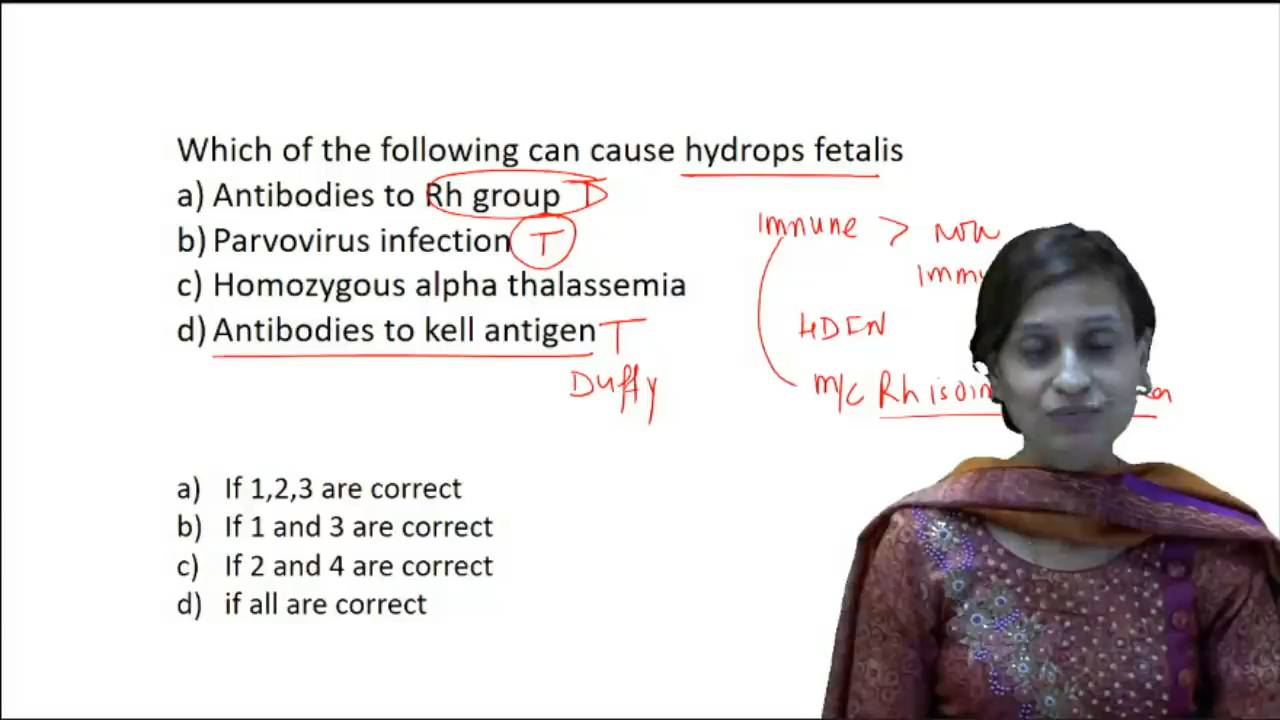 Which of the following can cause hydrops fetalis
a) Antibodies to Rh group D
b) Parvovirus infection T
c) Homozygous alpha thalassemia
d) Antibodies to kell antigen T
Duffy
Immune > non
HDFN
m/c Rh
a) If 1,2,3 are correct
b) If 1 and 3 are correct
c) If 2 and 4 are correct
d) if all are correct